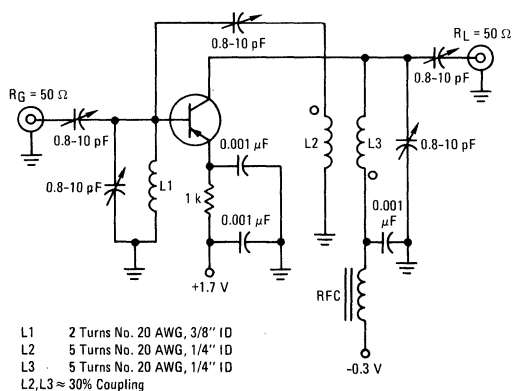 0.8–10 pF
R_L = 50 Ω
0.8–10 pF
R_G = 50 Ω
0.8–10 pF
0.8–10 pF
L1
0.001 μF
1 k
0.001 μF
+1.7 V
L2
L3
0.8–10 pF
0.001
μF
RFC
–0.3 V
L1 2 Turns No. 20 AWG, 3/8" ID
L2 5 Turns No. 20 AWG, 1/4" ID
L3 5 Turns No. 20 AWG, 1/4" ID
L2,L3 ≈ 30% Coupling